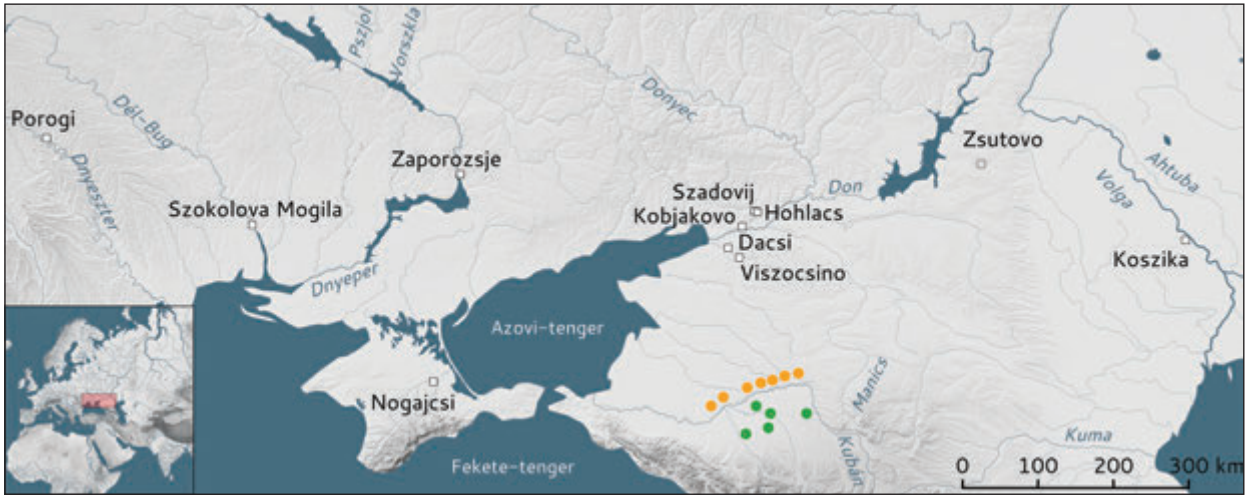 Pszjol
Vorszkla
Porogi
Dél-Bug
Donyec
Zsutovo
Dnyeszter
Zaporozsje
Ahtuba
Szadovij
Don
Volga
Szokolova Mogila
Kobjakovo
Hohlacs
Dacsi
Koszika
Viszocsino
Dnyeper
Azovi-tenger
Nogajcsi
Manics
Kubán
Kuma
Fekete-tenger
0 100 200 300 km